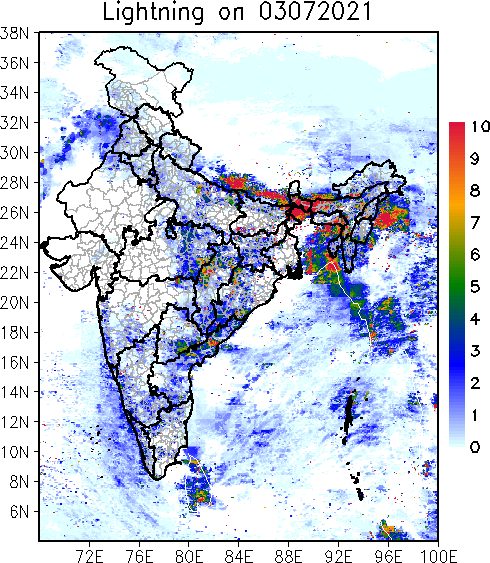 Lightning on 03072021
38N
36N
34N
32N
30N
28N
26N
24N
22N
20N
18N
16N
14N
12N
10N
8N
6N
72E 76E 80E 84E 88E 92E 96E 100E
10
9
8
7
6
5
4
3
2
1
0